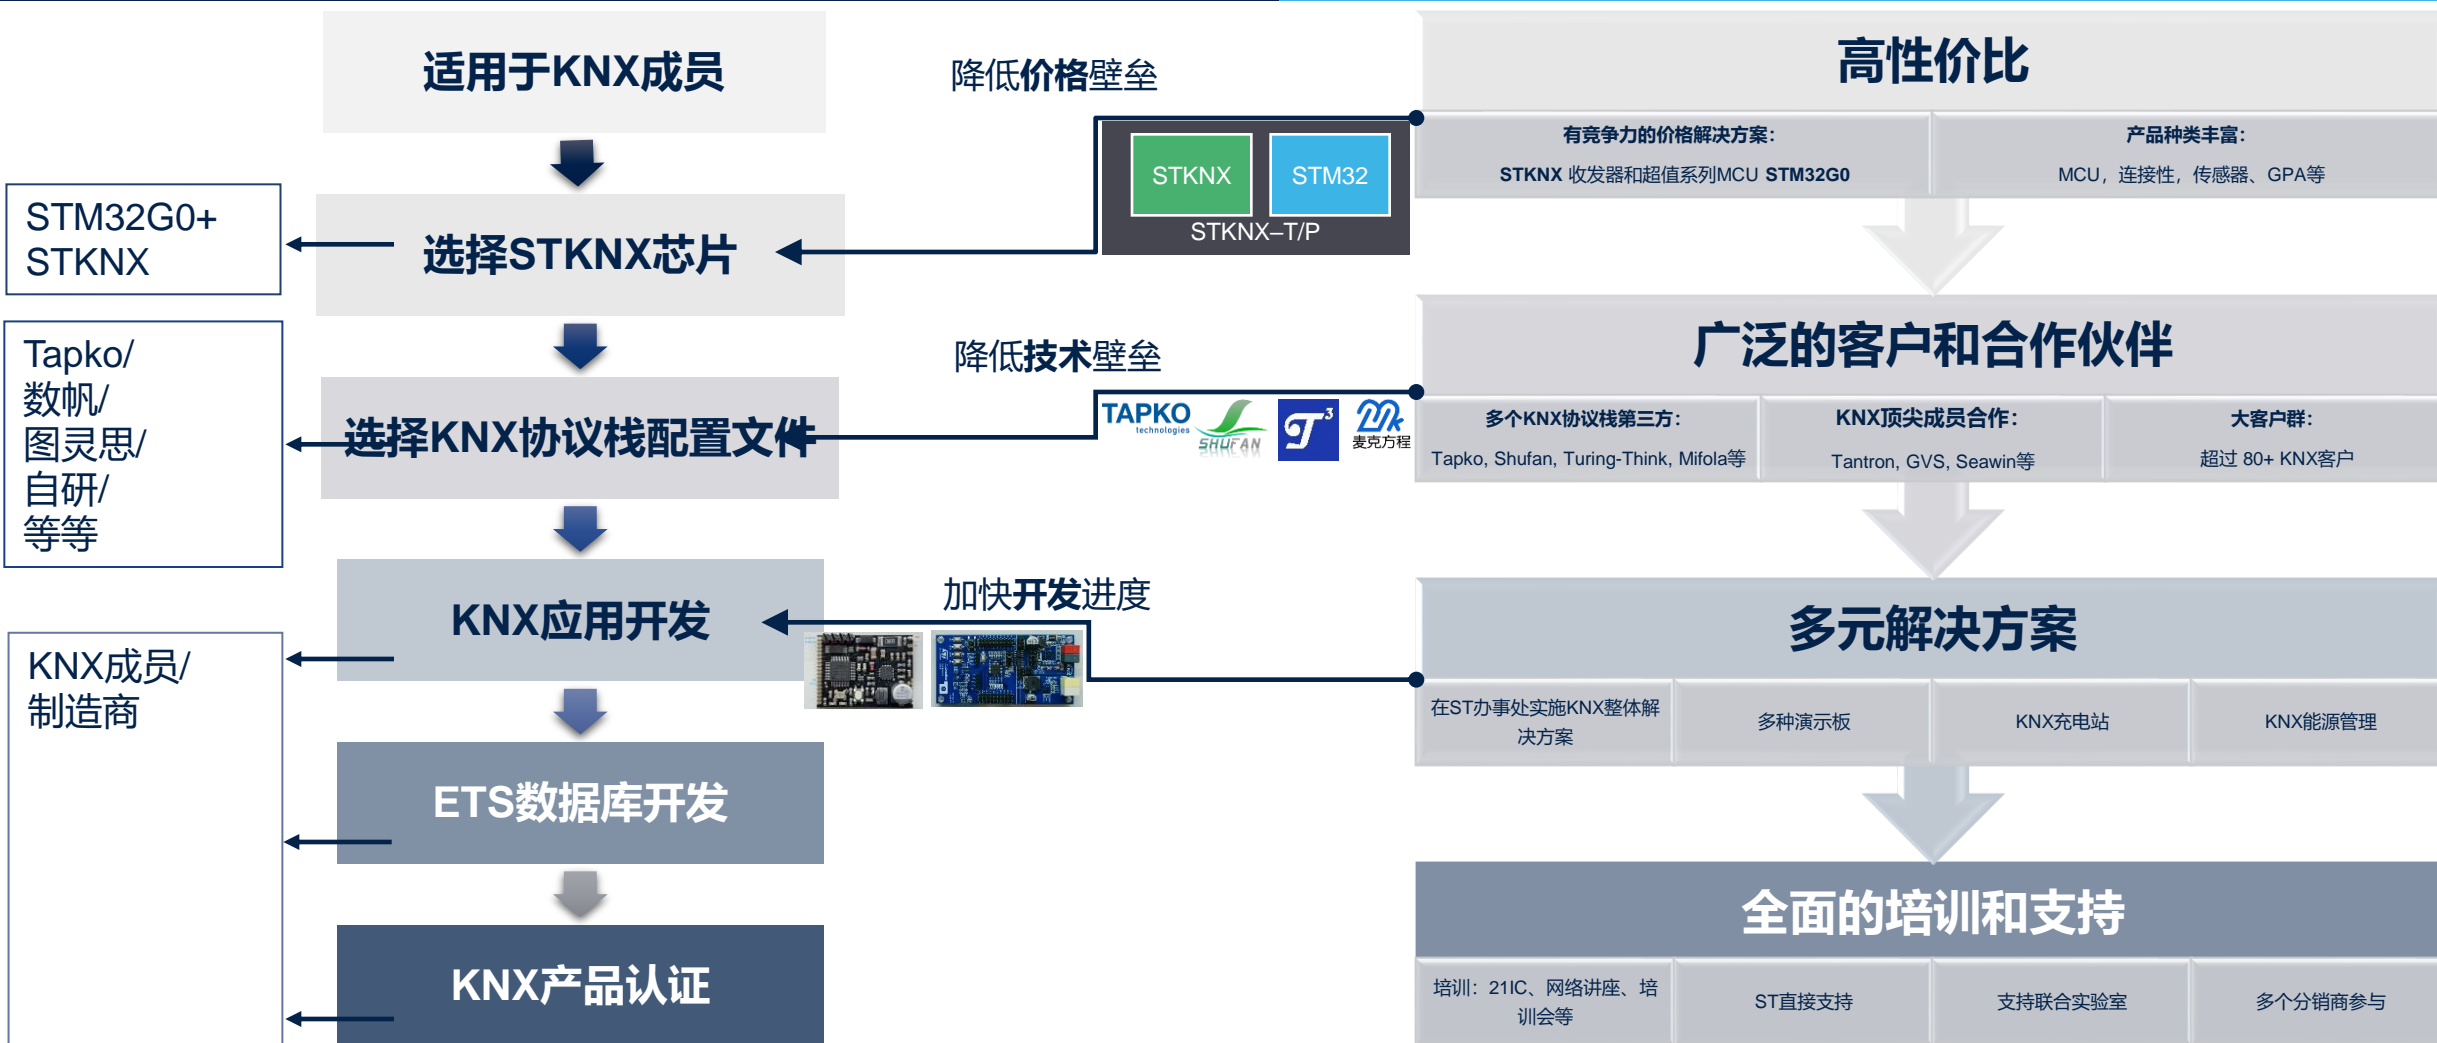 适用于KNX成员
选择STKNX芯片
选择KNX协议栈配置文件
KNX应用开发
ETS数据库开发
KNX产品认证
STM32G0+
STKNX
Tapko/
数帆/
图灵思/
自研/
等等
KNX成员/
制造商
降低价格壁垒
STKNX
STM32
STKNX–T/P
降低技术壁垒
TAPKO
technologies
SHUFAN
T3
麦克方程
加快开发进度
高性价比
有竞争力的价格解决方案：
STKNX 收发器和超值系列MCU STM32G0
产品种类丰富：
MCU，连接性，传感器、GPA等
广泛的客户和合作伙伴
多个KNX协议栈第三方：
Tapko, Shufan, Turing-Think, Mifola等
KNX顶尖成员合作：
Tantron, GVS, Seawin等
大客户群：
超过 80+ KNX客户
多元解决方案
在ST办事处实施KNX整体解
决方案
多种演示板
KNX充电站
KNX能源管理
全面的培训和支持
培训：21IC、网络讲座、培
训会等
ST直接支持
支持联合实验室
多个分销商参与